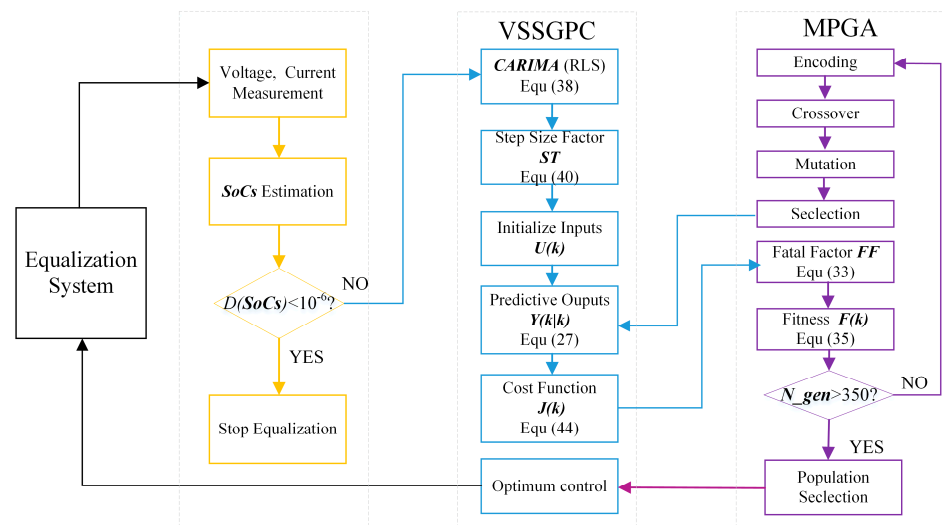 Equalization
System
Voltage, Current
Measurement
SoCs Estimation
D(SoCs)<10^-6?
NO
YES
Stop Equalization
VSSGPC
CARIMA (RLS)
Equ (38)
Step Size Factor
ST
Equ (40)
Initialize Inputs
U(k)
Predictive Ouputs
Y(k|k)
Equ (27)
Cost Function
J(k)
Equ (44)
Optimum control
MPGA
Encoding
Crossover
Mutation
Seclection
Fatal Factor FF
Equ (33)
Fitness F(k)
Equ (35)
N_gen>350?
NO
YES
Population
Seclection